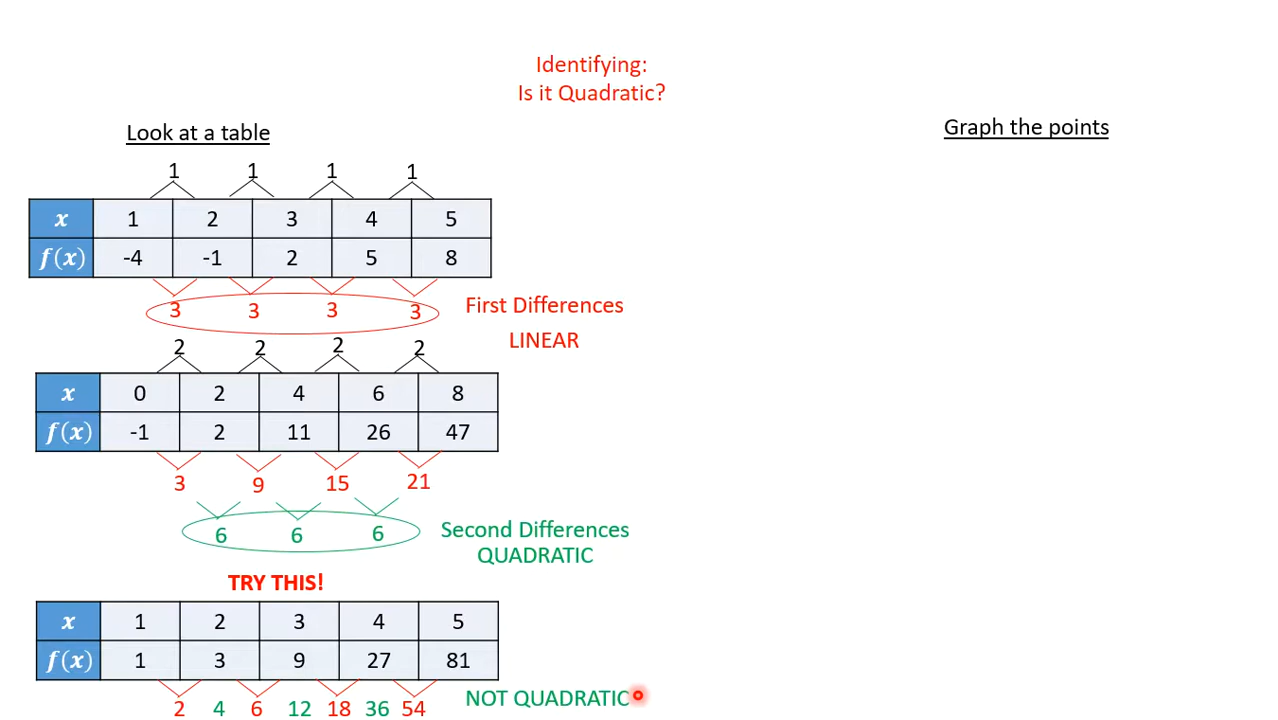 Identifying:
Is it Quadratic?
Look at a table
Graph the points
1 1 1 1
x 1 2 3 4 5
f(x) -4 -1 2 5 8
3 3 3 3
First Differences
LINEAR
2 2 2 2
x 0 2 4 6 8
f(x) -1 2 11 26 47
3 9 15 21
6 6 6
Second Differences
QUADRATIC
TRY THIS!
x 1 2 3 4 5
f(x) 1 3 9 27 81
2 4 6 12 18 36 54
NOT QUADRATIC